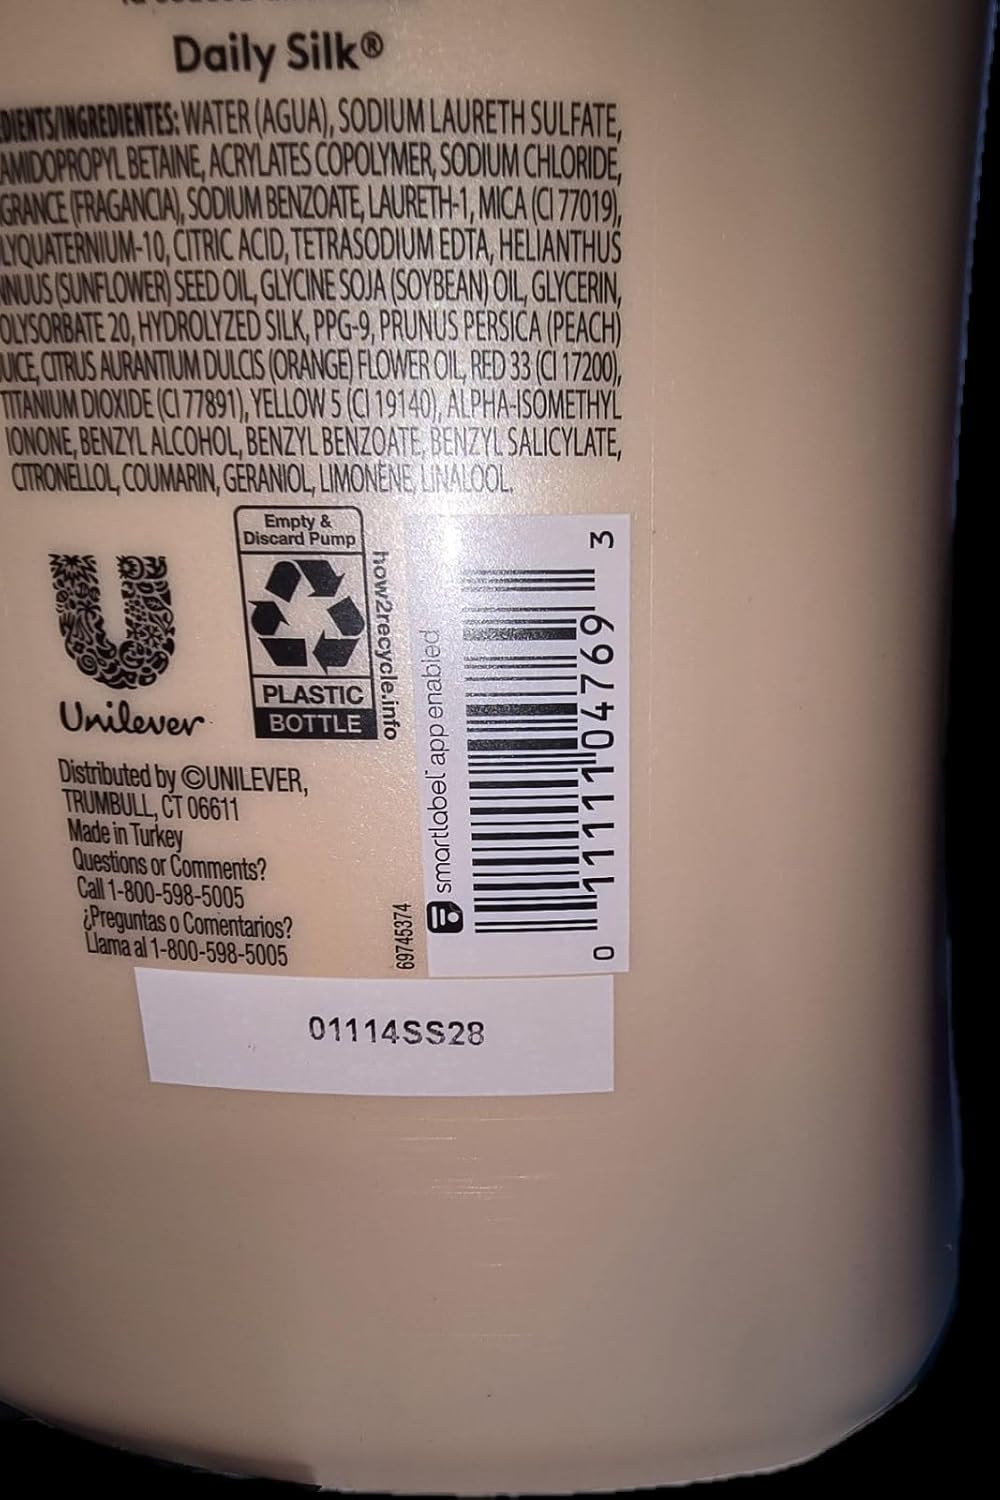 Daily Silk®
DIENTS/INGREDIENTES: WATER (AGUA), SODIUM LAURETH SULFATE,
AMIDOPROPYL BETAINE, ACRYLATES COPOLYMER, SODIUM CHLORIDE,
GRANCE (FRAGANCIA), SODIUM BENZOATE, LAURETH-1, MICA (CI 77019),
LYQUATERNIUM-10, CITRIC ACID, TETRASODIUM EDTA, HELIANTHUS
NNUUS (SUNFLOWER) SEED OIL, GLYCINE SOJA (SOYBEAN) OIL, GLYCERIN,
OLYSORBATE 20, HYDROLYZED SILK, PPG-9, PRUNUS PERSICA (PEACH)
UICE, CITRUS AURANTIUM DULCIS (ORANGE) FLOWER OIL, RED 33 (CI 17200),
TITANIUM DIOXIDE (CI 77891), YELLOW 5 (CI 19140), ALPHA-ISOMETHYL
IONONE, BENZYL ALCOHOL, BENZYL BENZOATE, BENZYL SALICYLATE,
CITRONELLOL, COUMARIN, GERANIOL, LIMONENE, LINALOOL.
Empty &
Discard Pump
PLASTIC
BOTTLE
how2recycle.info
Unilever
Distributed by ©UNILEVER,
TRUMBULL, CT 06611
Made in Turkey
Questions or Comments?
Call 1-800-598-5005
¿Preguntas o Comentarios?
Llama al 1-800-598-5005
69745374
smartlabel app enabled
0 11111 04769 3
01114SS28